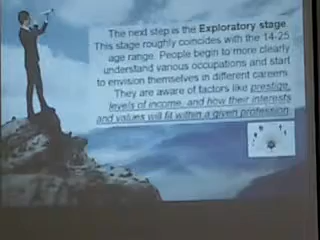 The next step is the Exploratory stage.
This stage roughly coincides with the 14-25
age range. People begin to more clearly
understand various occupations and start
to envision themselves in different careers.
They are aware of factors like prestige,
levels of income, and how their interests
and values will fit within a given profession.